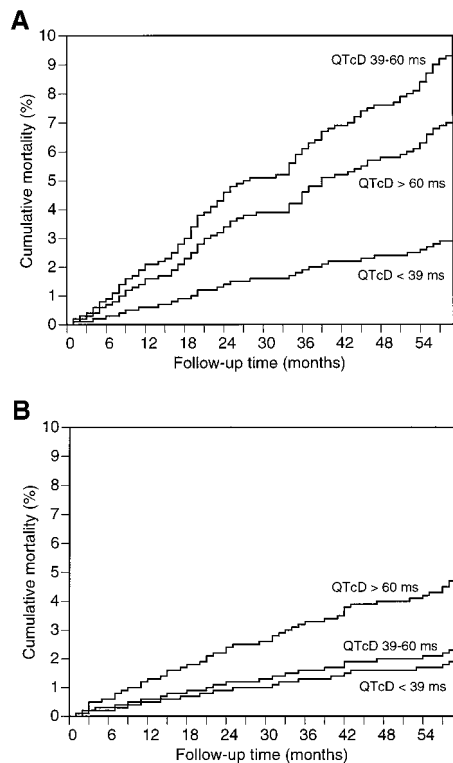 A
10
9
8
7
6
5
4
3
2
1
0
Cumulative mortality (%)
QTcD 39-60 ms
QTcD > 60 ms
QTcD < 39 ms
0 6 12 18 24 30 36 42 48 54
Follow-up time (months)
B
10
9
8
7
6
5
4
3
2
1
0
Cumulative mortality (%)
QTcD > 60 ms
QTcD 39-60 ms
QTcD < 39 ms
0 6 12 18 24 30 36 42 48 54
Follow-up time (months)